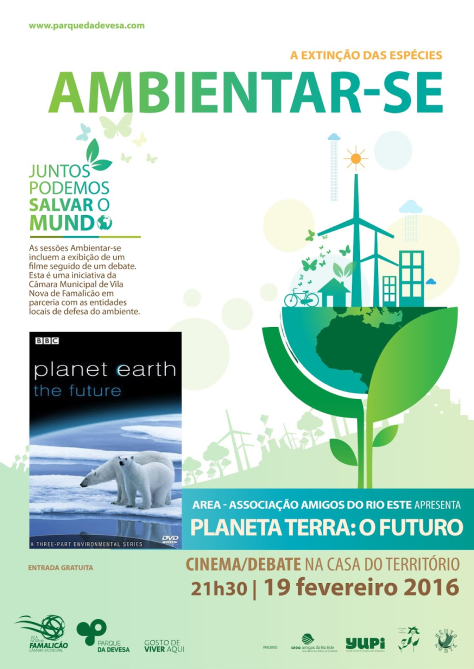 www.parquedadevesa.com
A EXTINÇÃO DAS ESPÉCIES
AMBIENTAR-SE
JUNTOS
PODEMOS
SALVAR O
MUNDO
As sessões Ambientar-se
incluem a exibição de um
filme seguido de um debate.
Esta é uma iniciativa da
Câmara Municipal de Vila
Nova de Famalicão em
parceria com as entidades
locais de defesa do ambiente.
BBC
planet earth
the future
DVD
A THREE-PART ENVIRONMENTAL SERIES
AREA - ASSOCIAÇÃO AMIGOS DO RIO ESTE APRESENTA
PLANETA TERRA: O FUTURO
ENTRADA GRATUITA
CINEMA/DEBATE NA CASA DO TERRITÓRIO
21h30 | 19 fevereiro 2016
FAMALICÃO
PARQUE
DA DEVESA
GOSTO DE
VIVER AQUI
YUPI